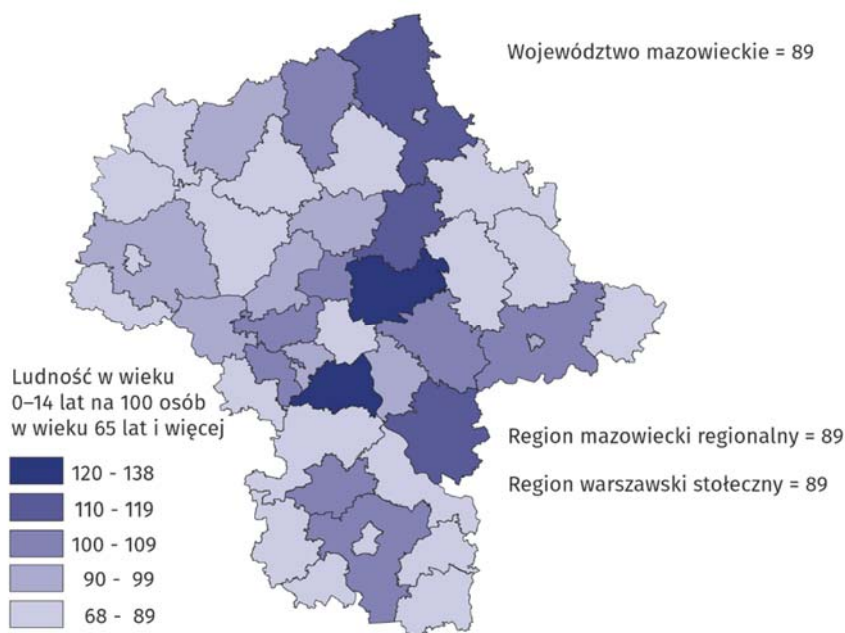 Województwo mazowieckie = 89
Ludność w wieku
0–14 lat na 100 osób
w wieku 65 lat i więcej
120 - 138
110 - 119
100 - 109
90 - 99
68 - 89
Region mazowiecki regionalny = 89
Region warszawski stołeczny = 89